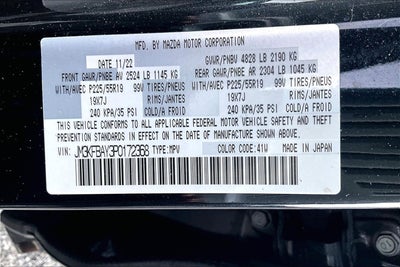 MFD. BY MAZDA MOTOR CORPORATION
DATE 11/22 GVWR/PNBV 4828 LB 2190 KG
FRONT GAWR/PNBE AV 2524 LB 1145 KG REAR GAWR/PNBE AR 2304 LB 1045 KG
WITH/AVEC P225/55R19 99V TIRES/PNEUS WITH/AVEC P225/55R19 99V TIRES/PNEUS
19X7J RIMS/JANTES 19X7J RIMS/JANTES
240 KPA/35 PSI COLD/A FROID 240 KPA/35 PSI COLD/A FROID
THIS VEHICLE CONFORMS TO ALL APPLICABLE FEDERAL MOTOR VEHICLE SAFETY, BUMPER, AND THEFT
PREVENTION STANDARDS IN EFFECT ON THE DATE OF MANUFACTURE SHOWN ABOVE.
JM3KFBAY3P0172368 TYPE:MPV COLOR CODE:41W MADE IN JAPAN